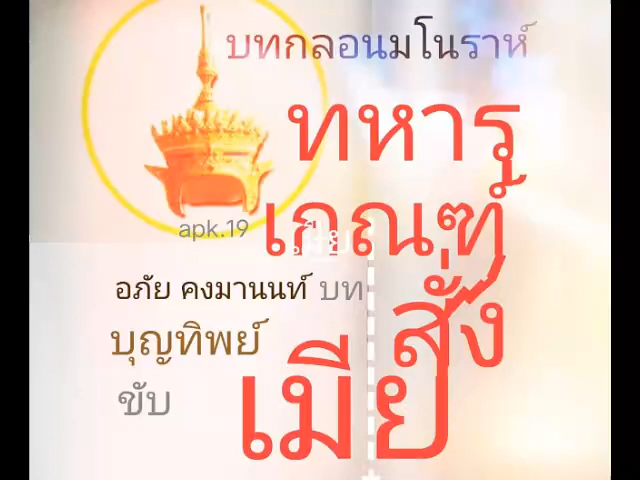 บทกลอนมโนราห์
ทหาร
เกณฑ์
apk.19
สั่ง
อภัย คงมานนท์ บท
บุญทิพย์
เมีย
ขับ